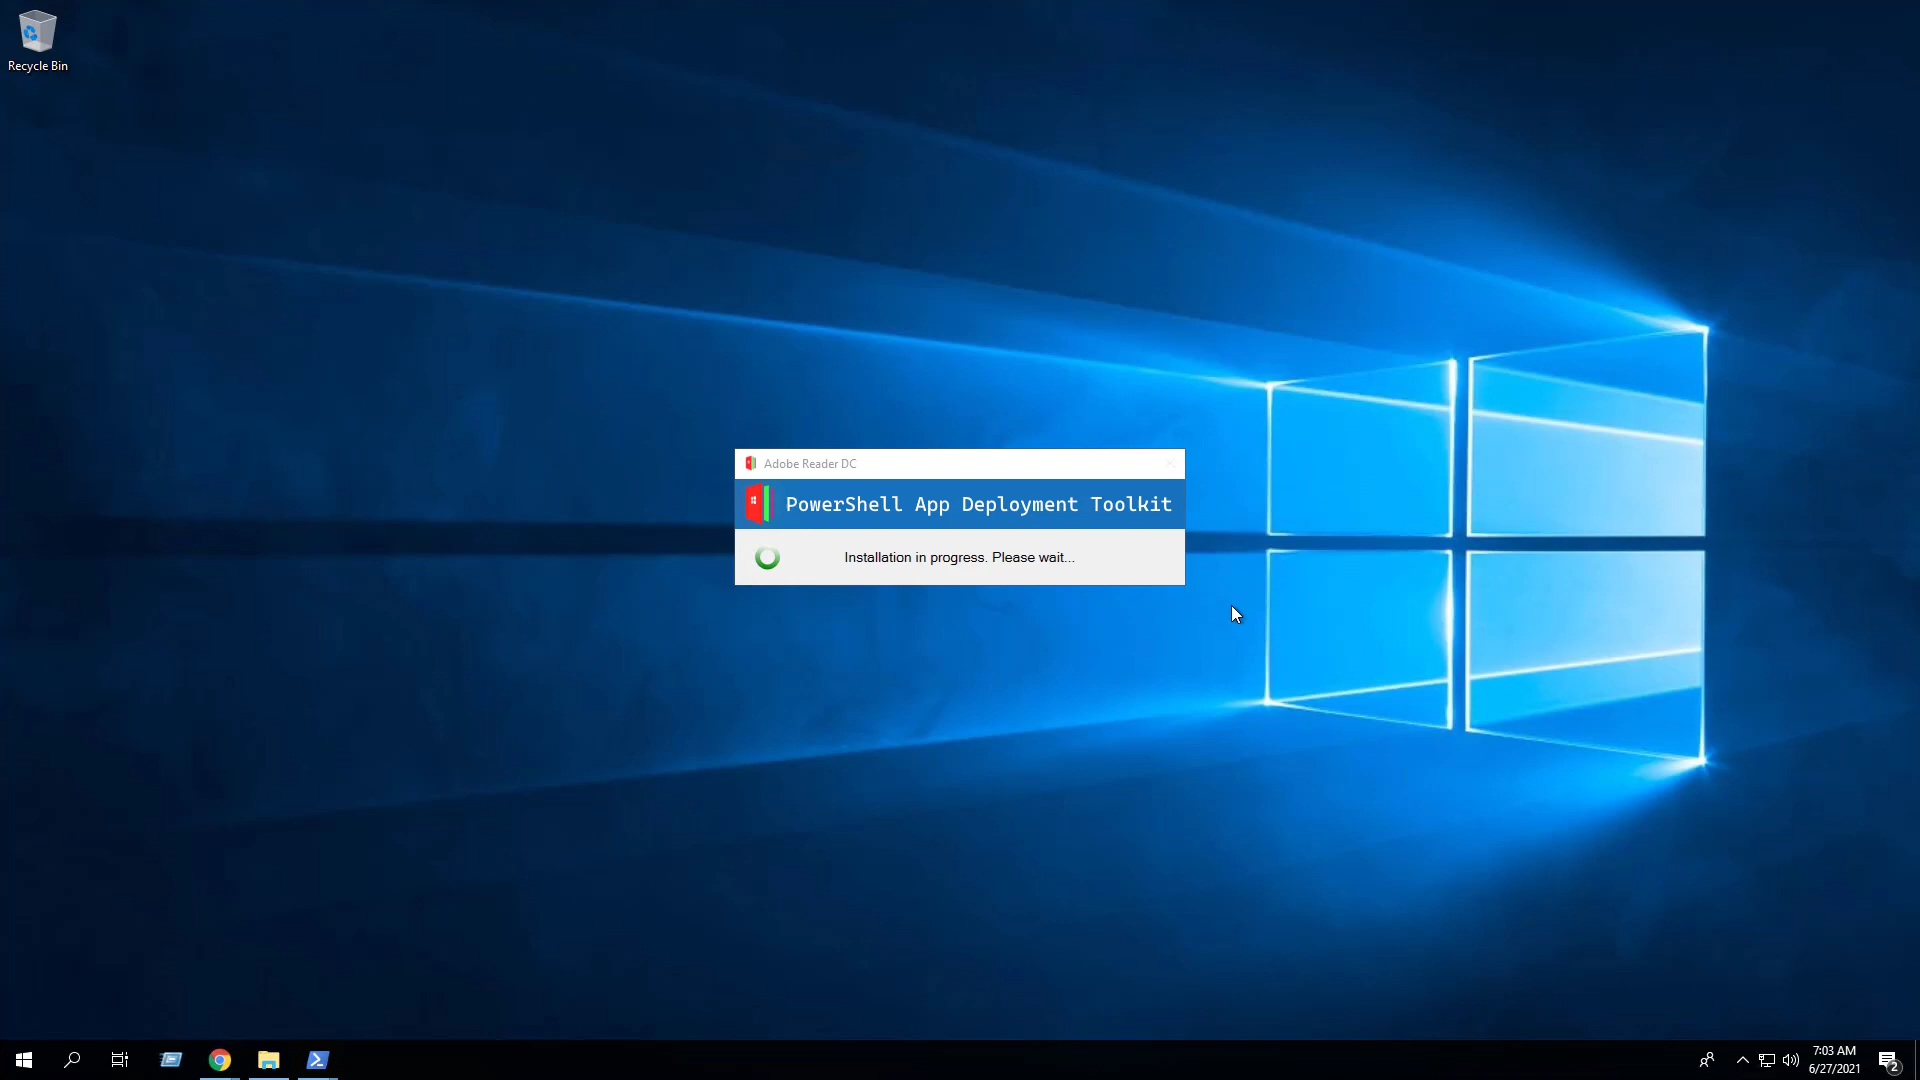 Recycle Bin
Adobe Reader DC
PowerShell App Deployment Toolkit
Installation in progress. Please wait...
7:03 AM
6/27/2021
2